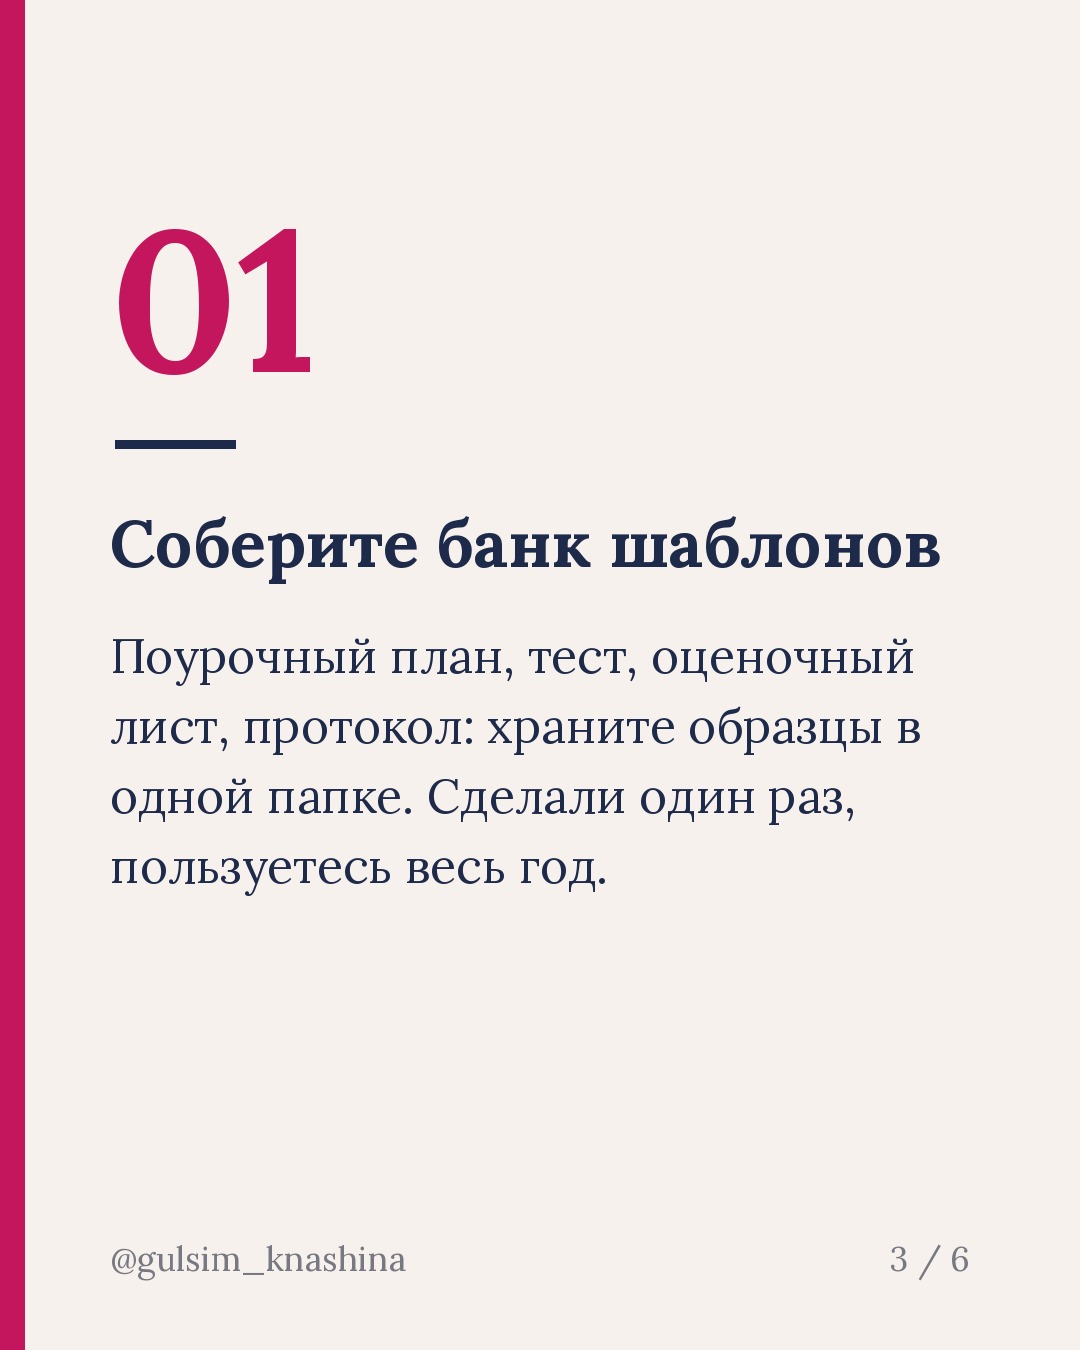 01
Соберите банк шаблонов
Поурочный план, тест, оценочный
лист, протокол: храните образцы в
одной папке. Сделали один раз,
пользуетесь весь год.
@gulsim_knashina
3 / 6